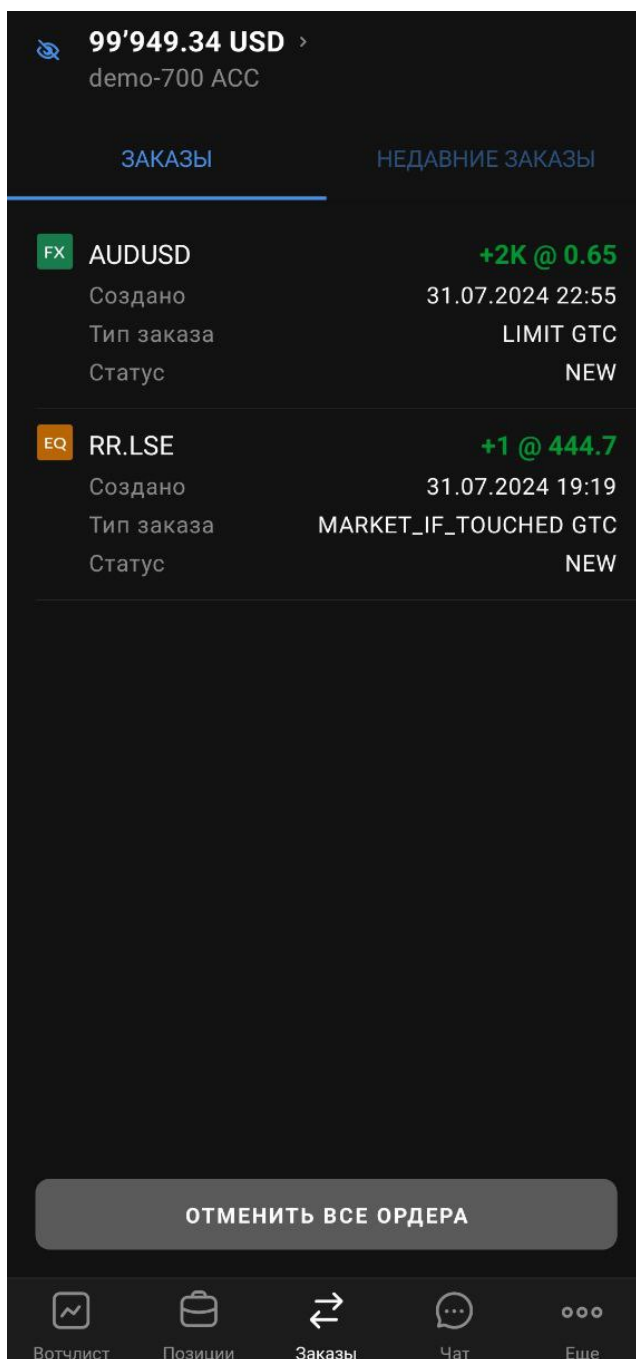 99’949.34 USD >
demo-700 ACC
ЗАКАЗЫ НЕДАВНИЕ ЗАКАЗЫ
FX AUDUSD +2K @ 0.65
Создано 31.07.2024 22:55
Тип заказа LIMIT GTC
Статус NEW
EQ RR.LSE +1 @ 444.7
Создано 31.07.2024 19:19
Тип заказа MARKET_IF_TOUCHED GTC
Статус NEW
ОТМЕНИТЬ ВСЕ ОРДЕРА
Вотчлист Позиции Заказы Чат Еще